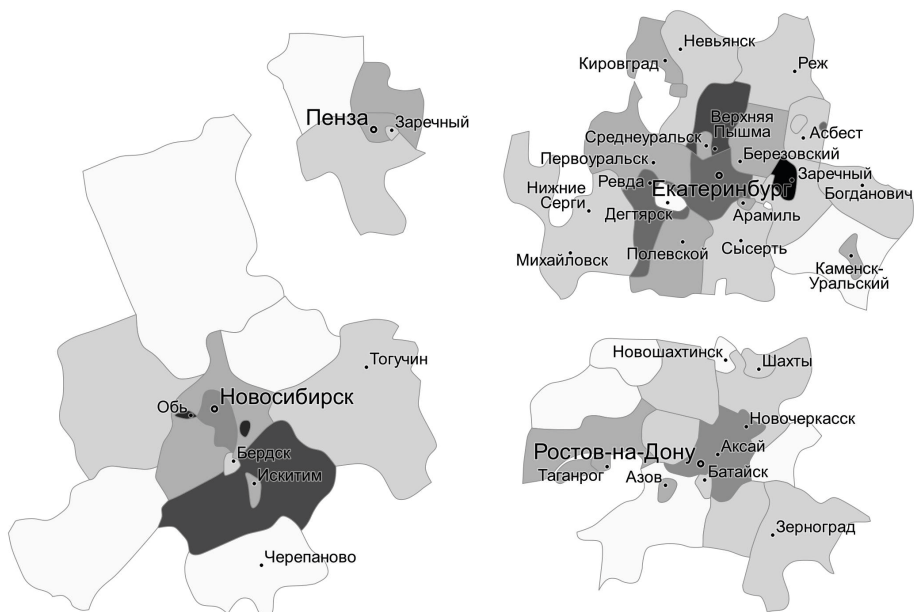 Пенза
Заречный
Тогучин
Новосибирск
Обь
Бердск
Искитим
Черепаново
Невьянск
Кировград
Реж
Верхняя
Пышма
Среднеуральск
Асбест
Первоуральск
Березовский
Ревда
Заречный
Екатеринбург
Богданович
Нижние
Серги
Дегтярск
Арамиль
Михайловск
Полевской
Сысерть
Каменск-
Уральский
Новошахтинск
Шахты
Новочеркасск
Ростов-на-Дону
Аксай
Таганрог
Азов
Батайск
Зерноград